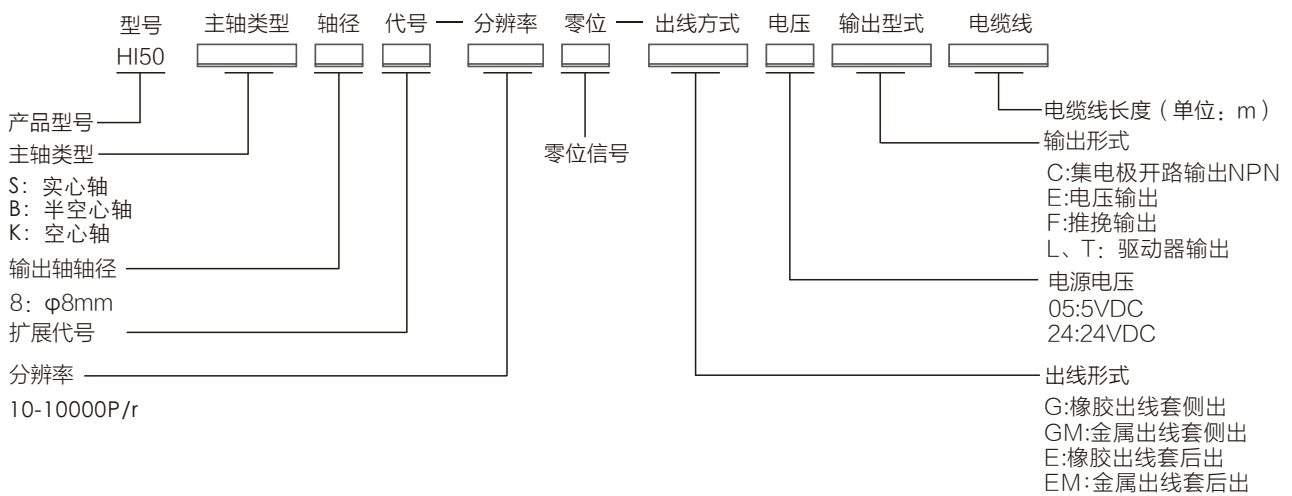 型号 主轴类型 轴径 代号 — 分辨率 零位 — 出线方式 电压 输出型式 电缆线
HI50
产品型号
主轴类型
S：实心轴
B：半空心轴
K：空心轴
输出轴轴径
8：φ8mm
扩展代号
分辨率
10-10000P/r
零位信号
电缆线长度（单位：m）
输出形式
C:集电极开路输出NPN
E:电压输出
F:推挽输出
L、T：驱动器输出
电源电压
05:5VDC
24:24VDC
出线形式
G:橡胶出线套侧出
GM:金属出线套侧出
E:橡胶出线套后出
EM:金属出线套后出